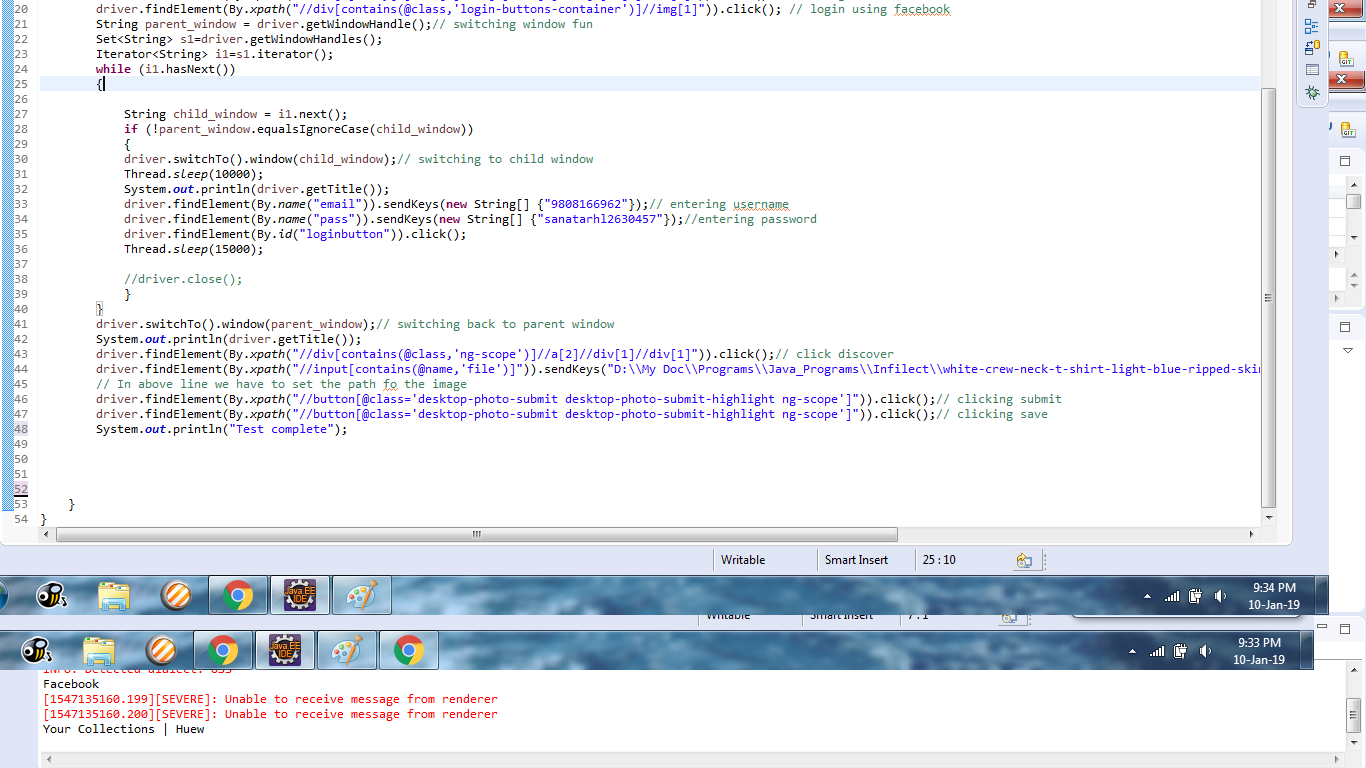 20 driver.findElement(By.xpath("//div[contains(@class,'login-buttons-container')]//img[1]")).click(); // login using facebook
21 String parent_window = driver.getWindowHandle();// switching window fun
22 Set<String> s1=driver.getWindowHandles();
23 Iterator<String> i1=s1.iterator();
24 while (i1.hasNext())
25 {
26
27 String child_window = i1.next();
28 if (!parent_window.equalsIgnoreCase(child_window))
29 {
30 driver.switchTo().window(child_window);// switching to child window
31 Thread.sleep(10000);
32 System.out.println(driver.getTitle());
33 driver.findElement(By.name("email")).sendKeys(new String[] {"9808166962"});// entering username
34 driver.findElement(By.name("pass")).sendKeys(new String[] {"sanatarhl2630457"});//entering password
35 driver.findElement(By.id("loginbutton")).click();
36 Thread.sleep(15000);
37
38 //driver.close();
39 }
40 }
41 driver.switchTo().window(parent_window);// switching back to parent window
42 System.out.println(driver.getTitle());
43 driver.findElement(By.xpath("//div[contains(@class,'ng-scope')]//a[2]//div[1]//div[1]")).click();// click discover
44 driver.findElement(By.xpath("//input[contains(@name,'file')]")).sendKeys("D:\\My Doc\\Programs\\Java_Programs\\Infilect\\white-crew-neck-t-shirt-light-blue-ripped-ski
45 // In above line we have to set the path fo the image
46 driver.findElement(By.xpath("//button[@class='desktop-photo-submit desktop-photo-submit-highlight ng-scope']")).click();// clicking submit
47 driver.findElement(By.xpath("//button[@class='desktop-photo-submit desktop-photo-submit-highlight ng-scope']")).click();// clicking save
48 System.out.println("Test complete");
49
50
51
52
53 }
54 }
Writable Smart Insert 25 : 10
Java EE IDE
9:34 PM
10-Jan-19
Writable Smart Insert 7 : 1
Java EE IDE
9:33 PM
10-Jan-19
INFO: Detected dialect: OSS
Facebook
[1547135160.199][SEVERE]: Unable to receive message from renderer
[1547135160.200][SEVERE]: Unable to receive message from renderer
Your Collections | Huew
GIT
GIT